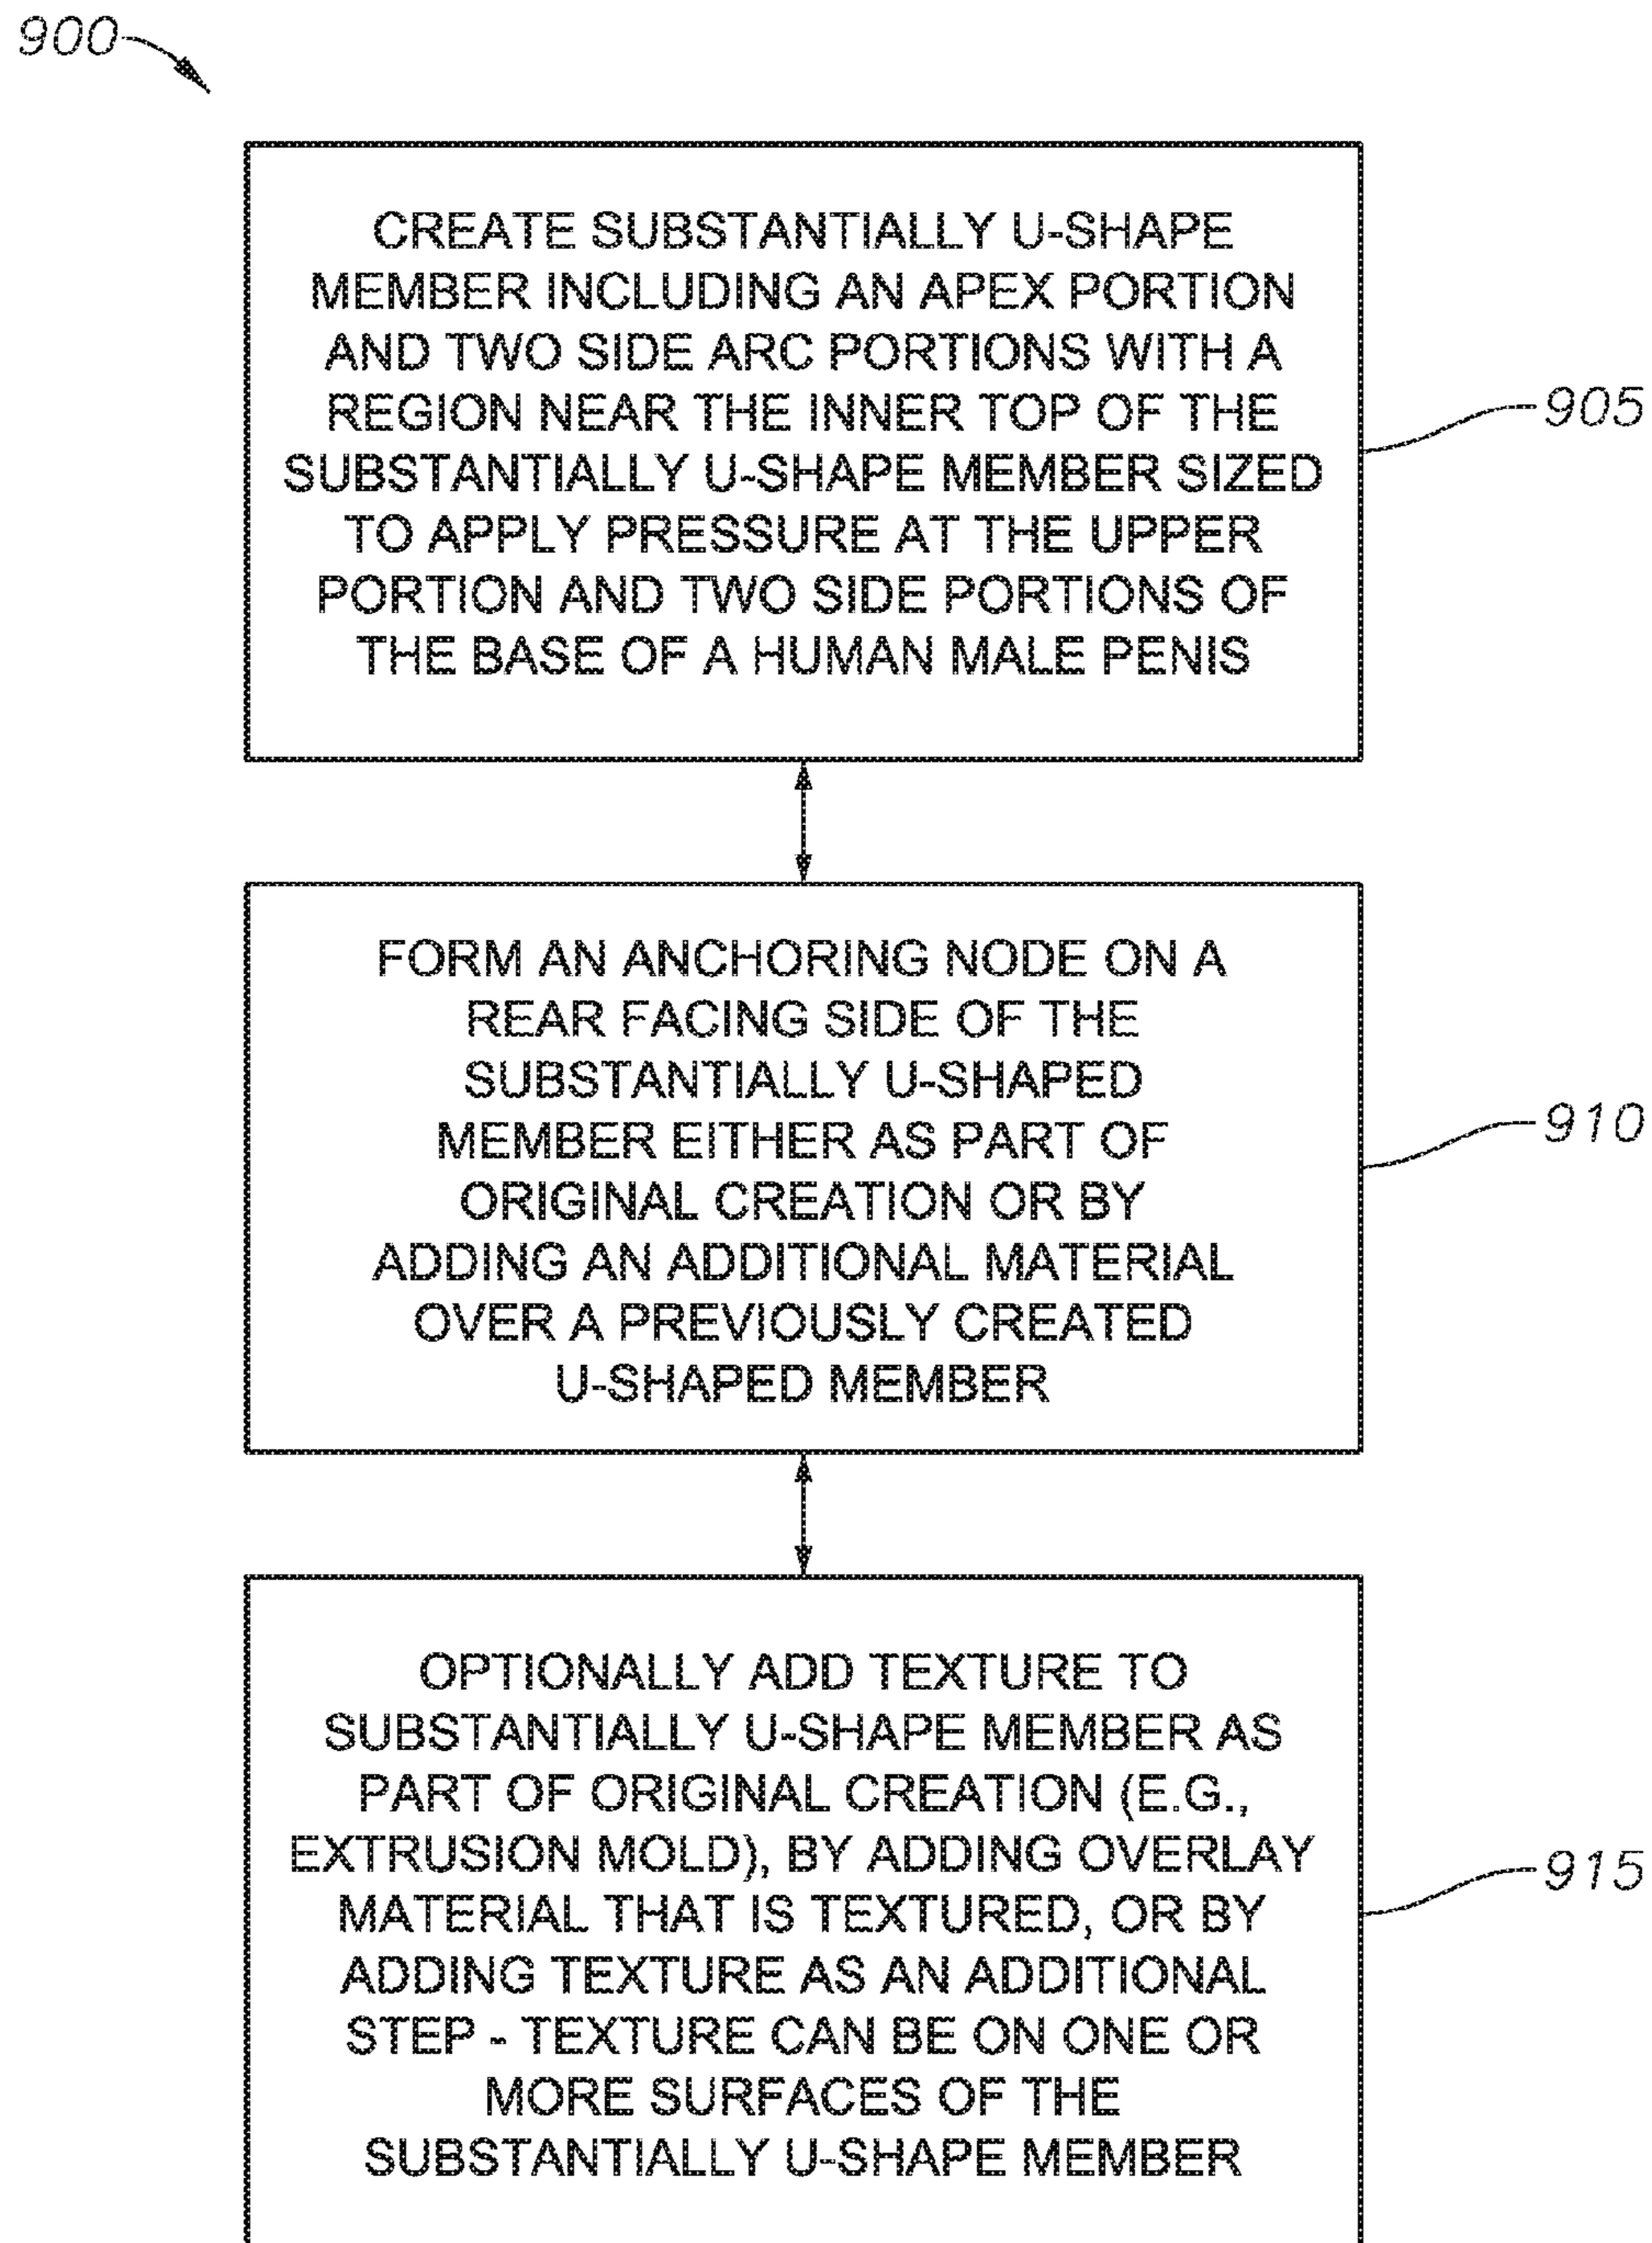 900
CREATE SUBSTANTIALLY U-SHAPE
MEMBER INCLUDING AN APEX PORTION
AND TWO SIDE ARC PORTIONS WITH A
REGION NEAR THE INNER TOP OF THE
SUBSTANTIALLY U-SHAPE MEMBER SIZED
TO APPLY PRESSURE AT THE UPPER
PORTION AND TWO SIDE PORTIONS OF
THE BASE OF A HUMAN MALE PENIS
905
FORM AN ANCHORING NODE ON A
REAR FACING SIDE OF THE
SUBSTANTIALLY U-SHAPED
MEMBER EITHER AS PART OF
ORIGINAL CREATION OR BY
ADDING AN ADDITIONAL MATERIAL
OVER A PREVIOUSLY CREATED
U-SHAPED MEMBER
910
OPTIONALLY ADD TEXTURE TO
SUBSTANTIALLY U-SHAPE MEMBER AS
PART OF ORIGINAL CREATION (E.G.,
EXTRUSION MOLD), BY ADDING OVERLAY
MATERIAL THAT IS TEXTURED, OR BY
ADDING TEXTURE AS AN ADDITIONAL
STEP - TEXTURE CAN BE ON ONE OR
MORE SURFACES OF THE
SUBSTANTIALLY U-SHAPE MEMBER
915